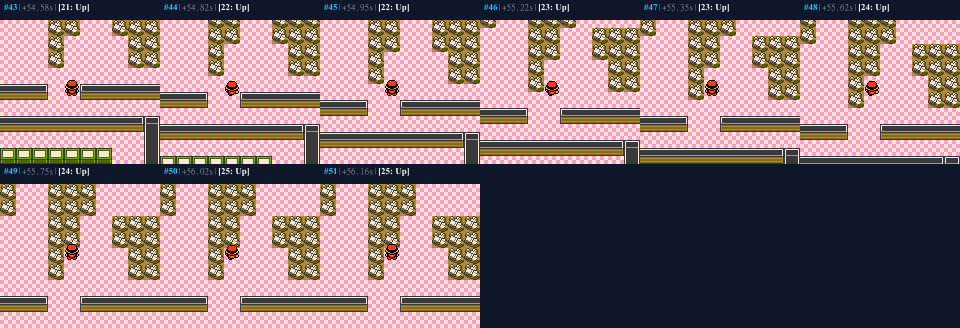 #43|+54.58s|[21: Up]
#44|+54.82s|[22: Up]
#45|+54.95s|[22: Up]
#46|+55.22s|[23: Up]
#47|+55.35s|[23: Up]
#48|+55.62s|[24: Up]
#49|+55.75s|[24: Up]
#50|+56.02s|[25: Up]
#51|+56.16s|[25: Up]